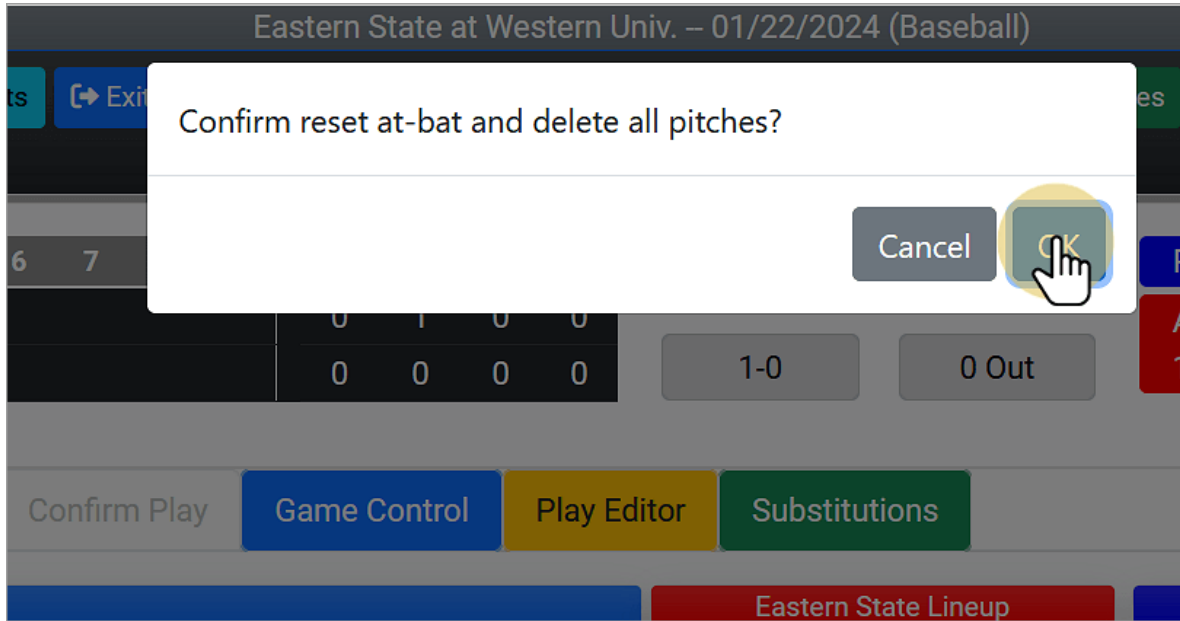 Eastern State at Western Univ. – 01/22/2024 (Baseball)
ts Exit es
Confirm reset at-bat and delete all pitches?
Cancel OK
6 7
0 1 0 0
0 0 0 0
1-0 0 Out
Confirm Play Game Control Play Editor Substitutions
Eastern State Lineup